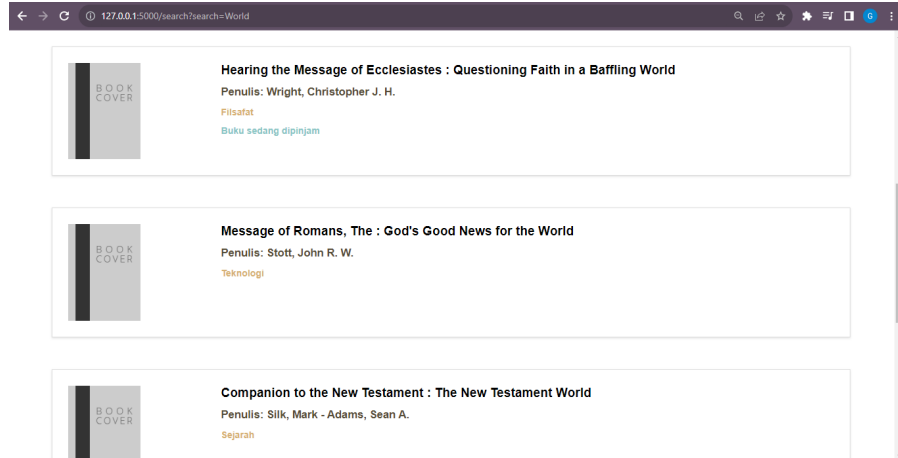 127.0.0.1:5000/search?search=World
G
BOOK
COVER
Hearing the Message of Ecclesiastes : Questioning Faith in a Baffling World
Penulis: Wright, Christopher J. H.
Filsafat
Buku sedang dipinjam
BOOK
COVER
Message of Romans, The : God's Good News for the World
Penulis: Stott, John R. W.
Teknologi
BOOK
COVER
Companion to the New Testament : The New Testament World
Penulis: Silk, Mark - Adams, Sean A.
Sejarah